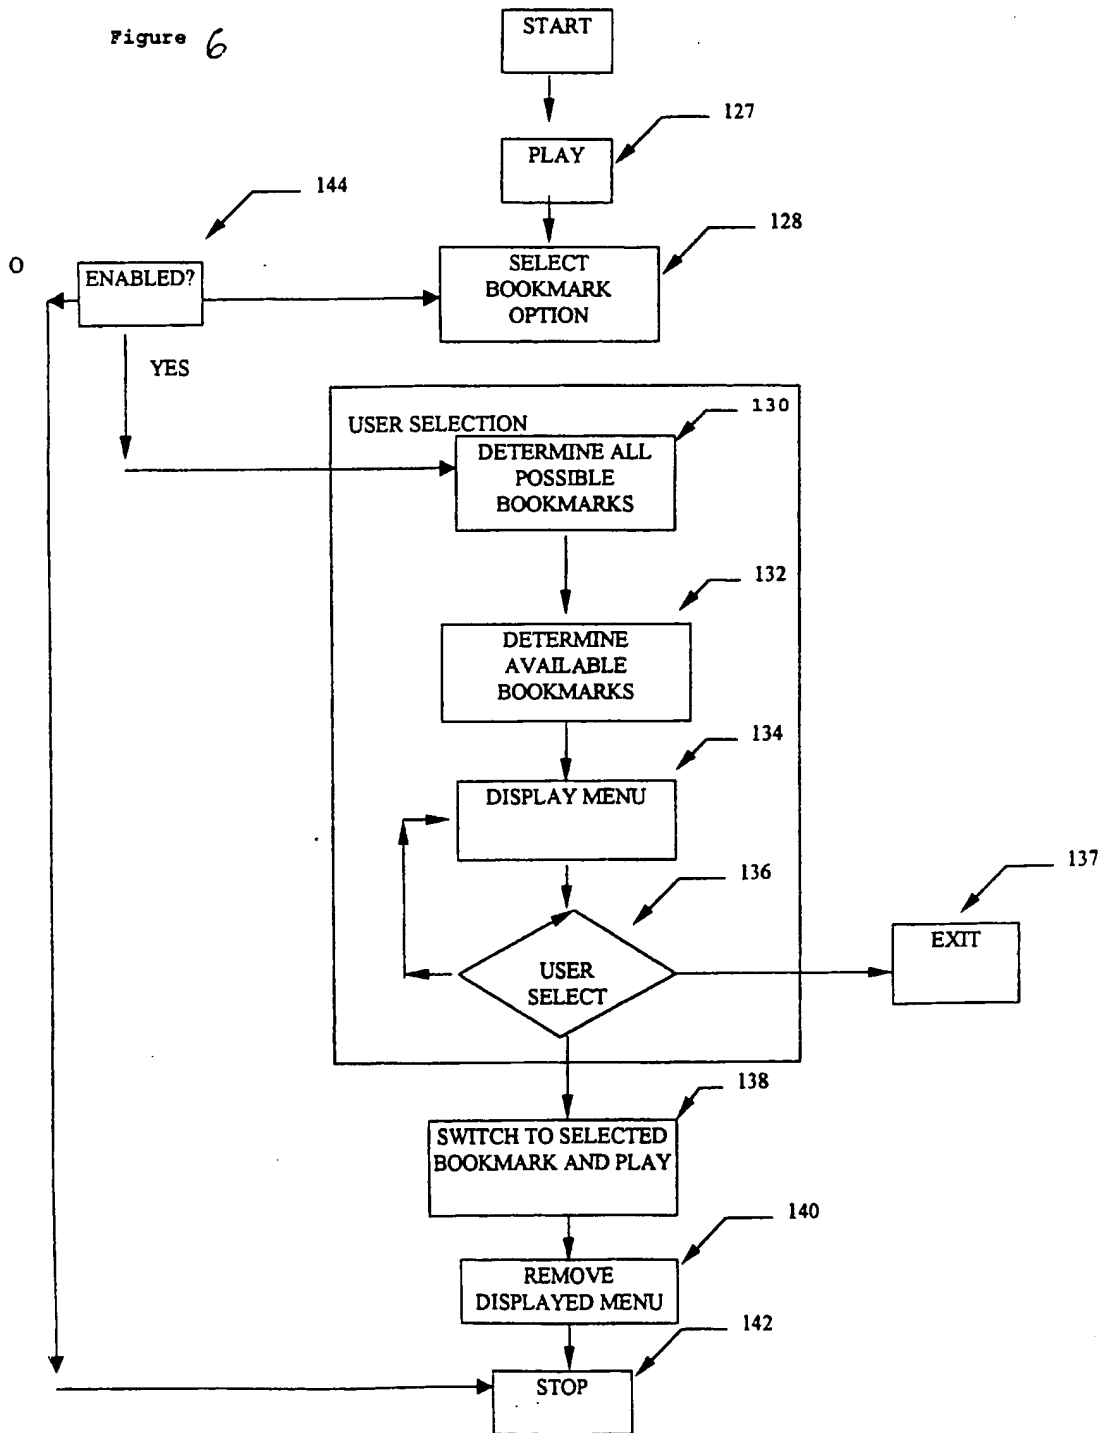 Figure 6
START
127
PLAY
144
128
O
ENABLED?
SELECT
BOOKMARK
OPTION
YES
130
USER SELECTION
DETERMINE ALL
POSSIBLE
BOOKMARKS
132
DETERMINE
AVAILABLE
BOOKMARKS
134
DISPLAY MENU
136
137
EXIT
USER
SELECT
138
SWITCH TO SELECTED
BOOKMARK AND PLAY
140
REMOVE
DISPLAYED MENU
142
STOP